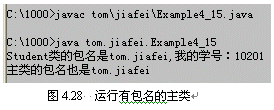 C:\1000>javac tom\jiafei\Example4_15.java
C:\1000>java tom.jiafei.Example4_15
Student类的包名是tom.jiafei,我的学号：10201
主类的包名也是tom.jiafei
图 4.28 运行有包名的主类